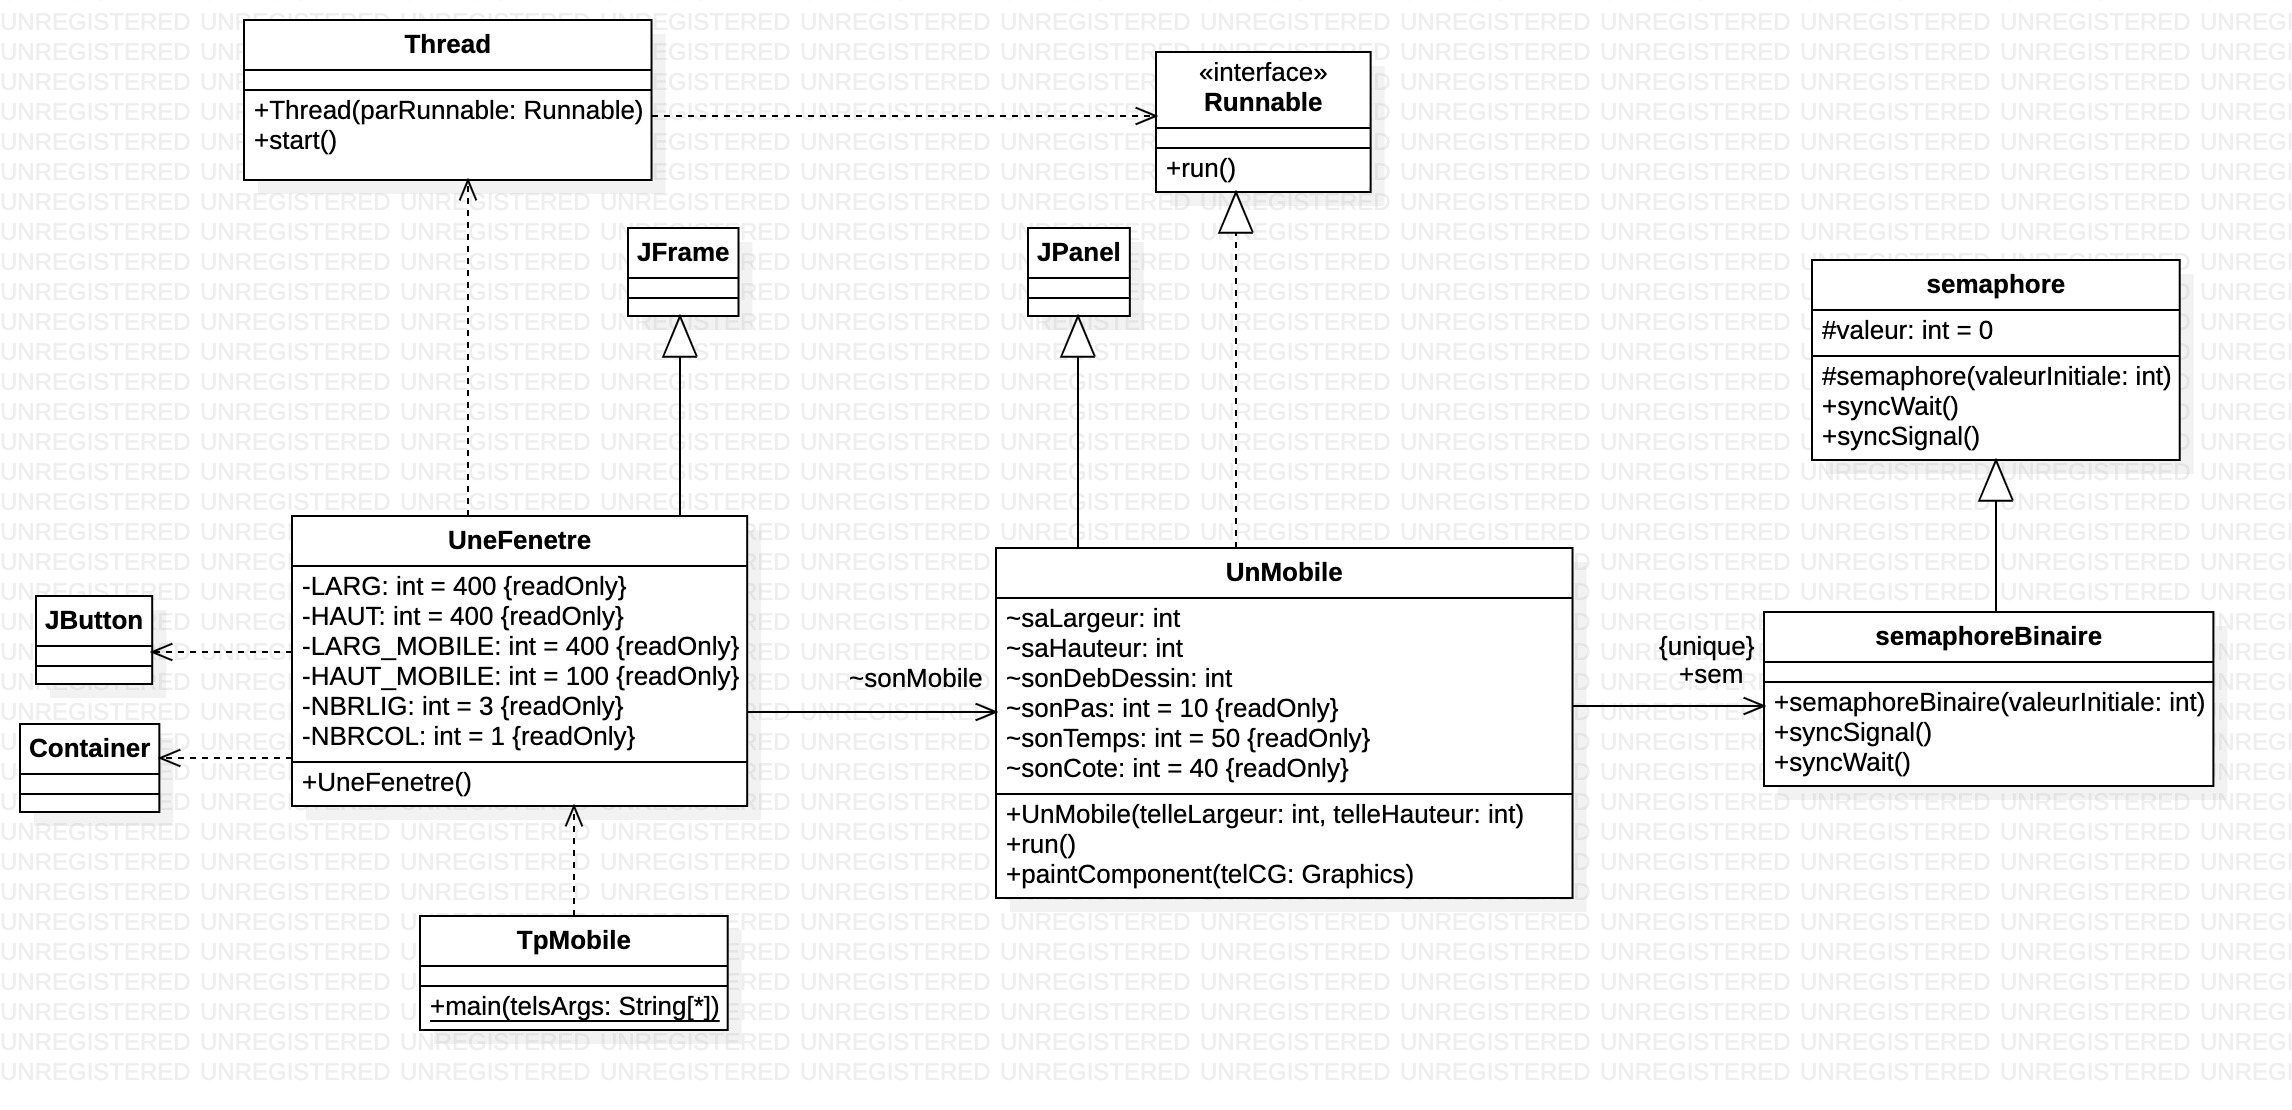 Thread
+Thread(parRunnable: Runnable)
+start()
«interface»
Runnable
+run()
JFrame
JPanel
semaphore
#valeur: int = 0
#semaphore(valeurInitiale: int)
+syncWait()
+syncSignal()
UneFenetre
-LARG: int = 400 {readOnly}
-HAUT: int = 400 {readOnly}
-LARG_MOBILE: int = 400 {readOnly}
-HAUT_MOBILE: int = 100 {readOnly}
-NBRLIG: int = 3 {readOnly}
-NBRCOL: int = 1 {readOnly}
+UneFenetre()
JButton
Container
~sonMobile
UnMobile
~saLargeur: int
~saHauteur: int
~sonDebDessin: int
~sonPas: int = 10 {readOnly}
~sonTemps: int = 50 {readOnly}
~sonCote: int = 40 {readOnly}
+UnMobile(telleLargeur: int, telleHauteur: int)
+run()
+paintComponent(telCG: Graphics)
{unique}
+sem
semaphoreBinaire
+semaphoreBinaire(valeurInitiale: int)
+syncSignal()
+syncWait()
TpMobile
+main(telsArgs: String[*])
UNREGISTERED